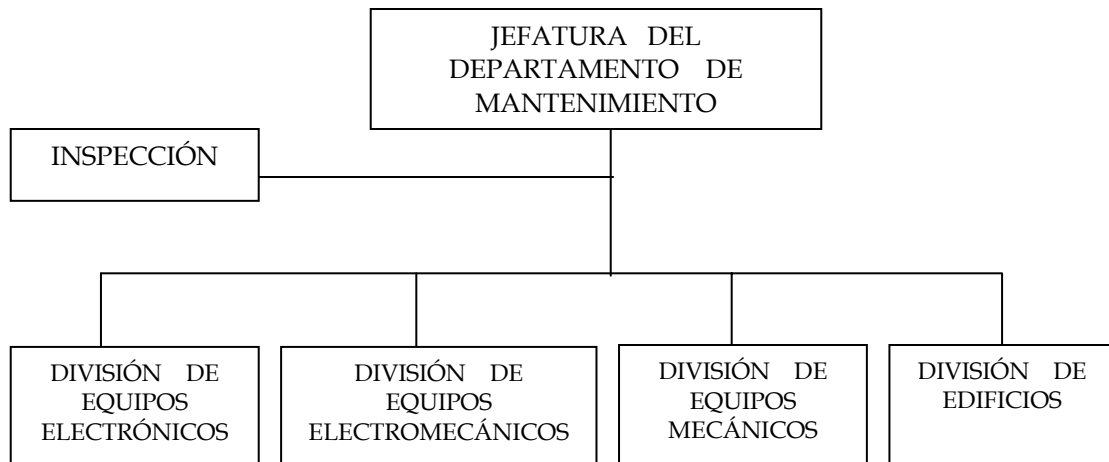 JEFATURA DEL
DEPARTAMENTO DE
MANTENIMIENTO
INSPECCIÓN
DIVISIÓN DE
EQUIPOS
ELECTRÓNICOS
DIVISIÓN DE
EQUIPOS
ELECTROMECÁNICOS
DIVISIÓN DE
EQUIPOS
MECÁNICOS
DIVISIÓN DE
EDIFICIOS